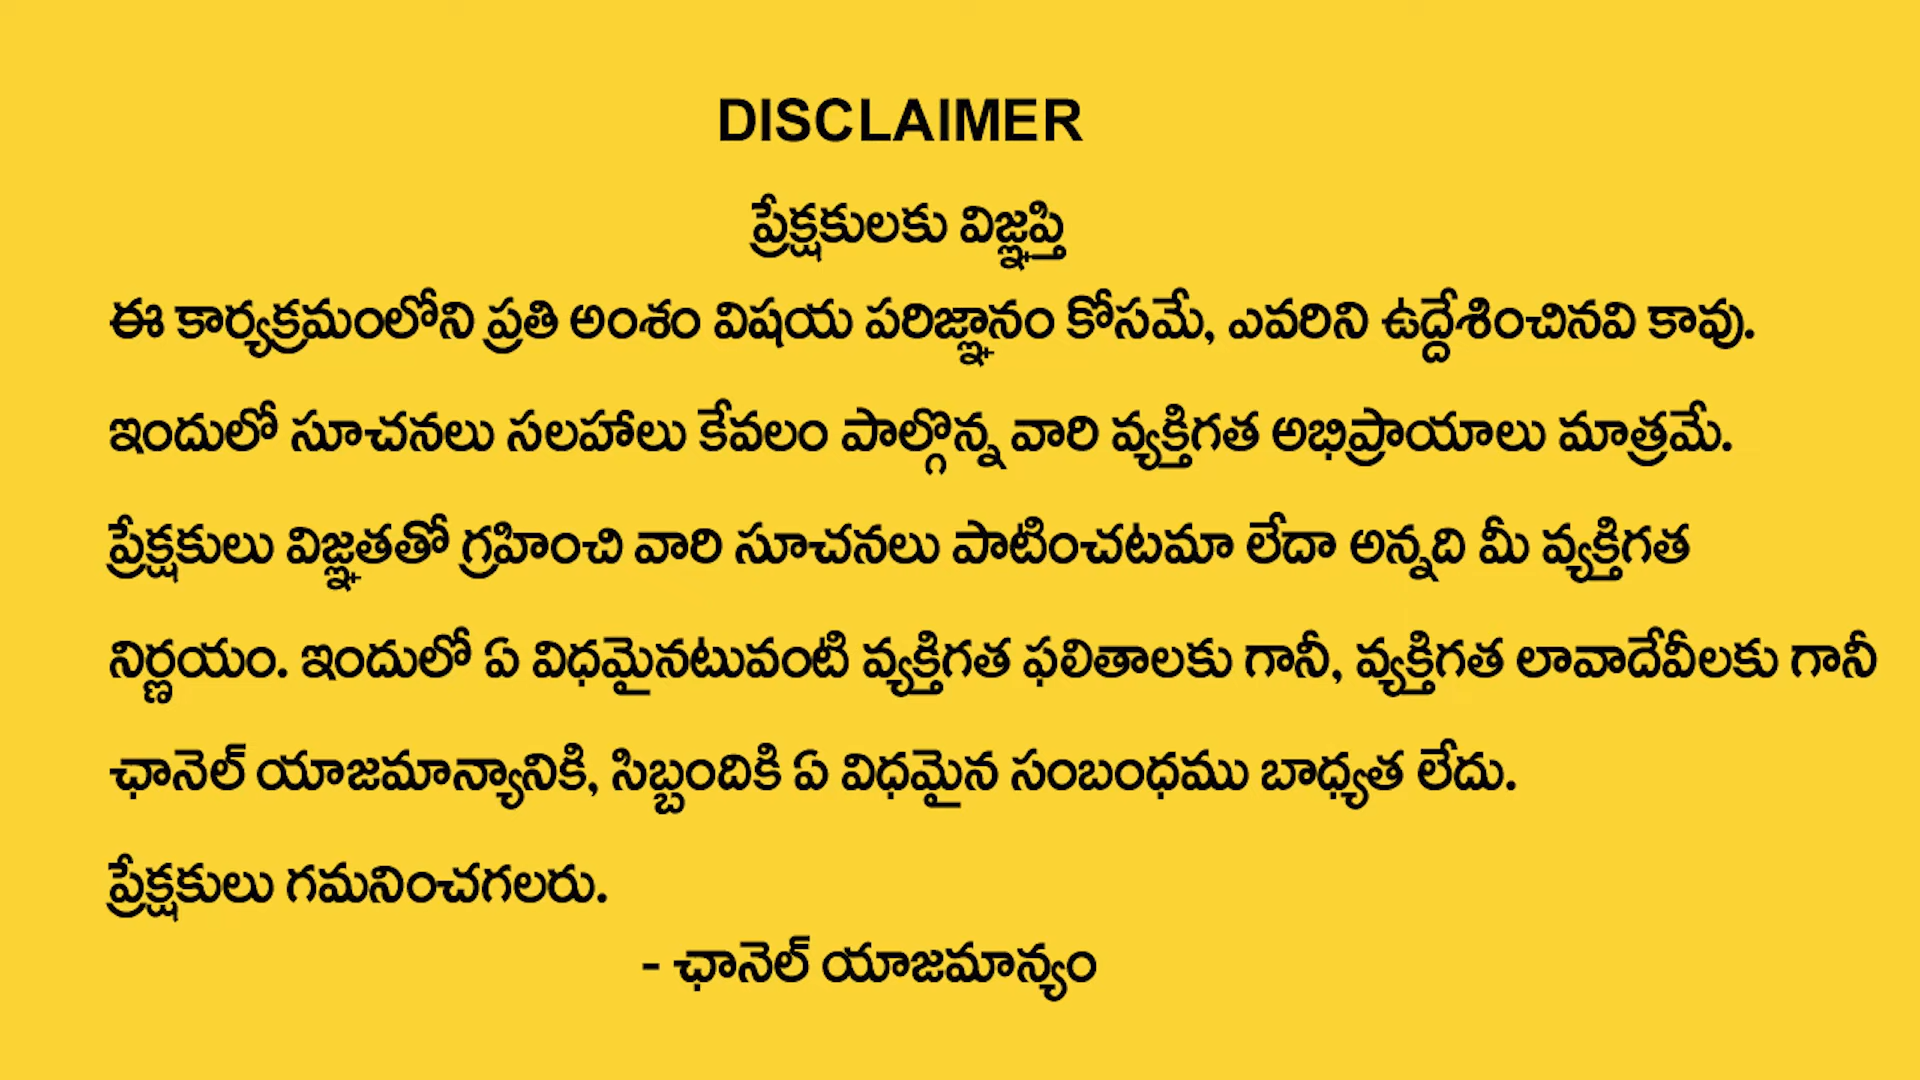 DISCLAIMER
ప్రేక్షకులకు విజ్ఞప్తి
ఈ కార్యక్రమంలోని ప్రతి అంశం విషయ పరిజ్ఞానం కోసమే, ఎవరిని ఉద్దేశించినవి కావు.
ఇందులో సూచనలు సలహాలు కేవలం పాల్గొన్న వారి వ్యక్తిగత అభిప్రాయాలు మాత్రమే.
ప్రేక్షకులు విజ్ఞతతో గ్రహించి వారి సూచనలు పాటించటమా లేదా అన్నది మీ వ్యక్తిగత
నిర్ణయం. ఇందులో ఏ విధమైనటువంటి వ్యక్తిగత ఫలితాలకు గానీ, వ్యక్తిగత లావాదేవీలకు గానీ
ఛానెల్ యాజమాన్యానికి, సిబ్బందికి ఏ విధమైన సంబంధము బాధ్యత లేదు.
ప్రేక్షకులు గమనించగలరు.
- ఛానెల్ యాజమాన్యం